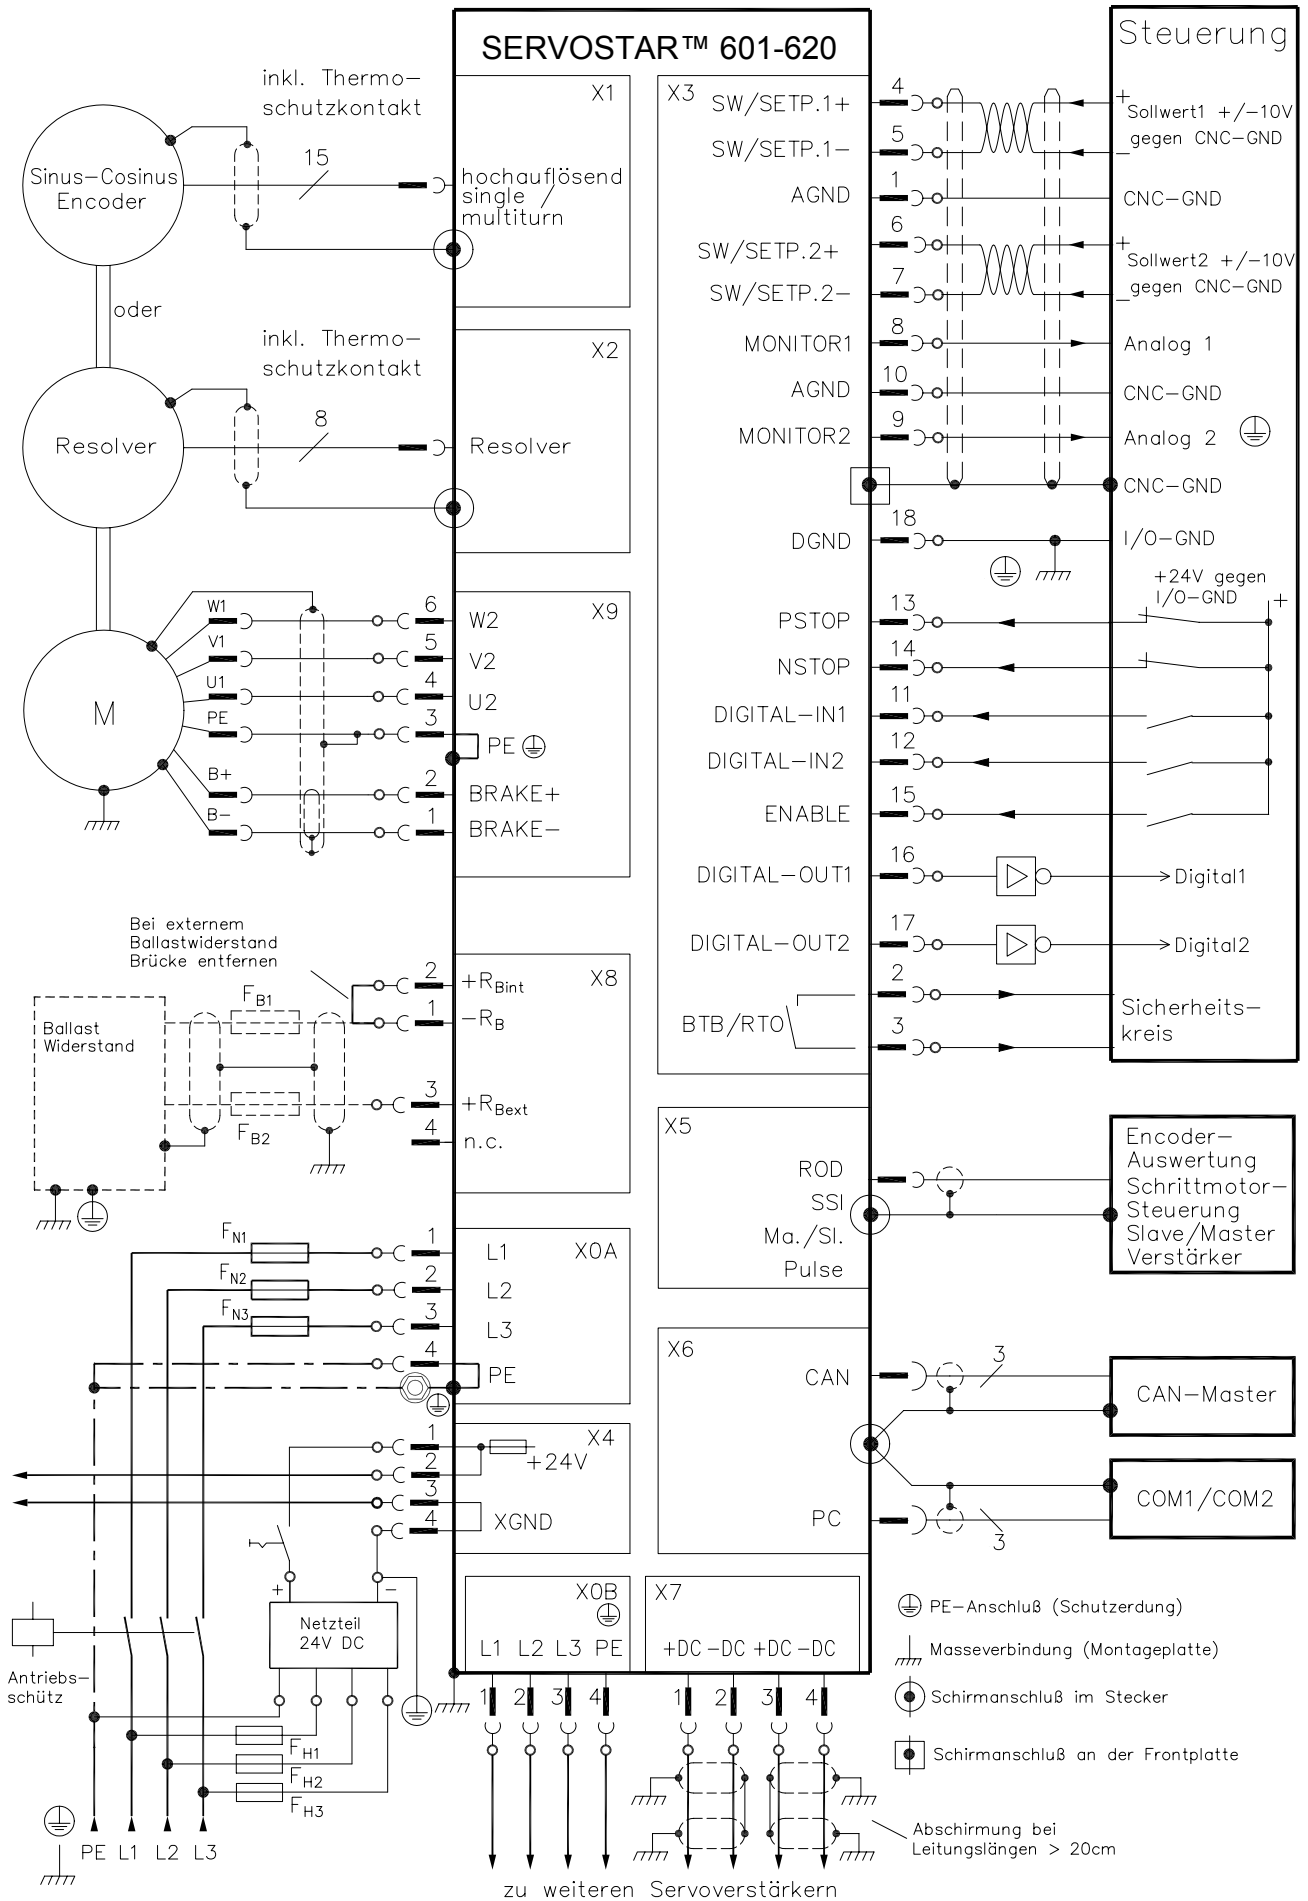 SERVOSTAR™ 601-620
Steuerung
inkl. Thermo-
schutzkontakt
Sinus-Cosinus
Encoder
15
X1
hochauflösend
single /
multiturn
oder
inkl. Thermo-
schutzkontakt
Resolver
8
X2
Resolver
M
W1
V1
U1
PE
B+
B-
6
5
4
3
2
1
X9
W2
V2
U2
PE
BRAKE+
BRAKE-
Bei externem
Ballastwiderstand
Brücke entfernen
Ballast
Widerstand
FB1
FB2
2
1
3
4
X8
+RBint
-RB
+RBext
n.c.
FN1
FN2
FN3
1
2
3
4
X0A
L1
L2
L3
PE
1
2
3
4
X4
+24V
XGND
+
-
Netzteil
24V DC
Antriebs-
schütz
FH1
FH2
FH3
PE L1 L2 L3
X3
SW/SETP.1+
4
+
Sollwert1 +/-10V
gegen CNC-GND
SW/SETP.1-
5
-
AGND
1
CNC-GND
SW/SETP.2+
6
+
Sollwert2 +/-10V
gegen CNC-GND
SW/SETP.2-
7
-
MONITOR1
8
Analog 1
AGND
10
CNC-GND
MONITOR2
9
Analog 2
CNC-GND
DGND
18
I/O-GND
+24V gegen
I/O-GND
+
PSTOP
13
NSTOP
14
DIGITAL-IN1
11
DIGITAL-IN2
12
ENABLE
15
DIGITAL-OUT1
16
Digital1
DIGITAL-OUT2
17
Digital2
BTB/RTO
2
3
Sicherheits-
kreis
X5
ROD
SSI
Ma./Sl.
Pulse
Encoder-
Auswertung
Schrittmotor-
Steuerung
Slave/Master
Verstärker
X6
CAN
3
CAN-Master
PC
3
COM1/COM2
X0B
L1 L2 L3 PE
1 2 3 4
X7
+DC -DC +DC -DC
1 2 3 4
PE-Anschluß (Schutzerdung)
Masseverbindung (Montageplatte)
Schirmanschluß im Stecker
Schirmanschluß an der Frontplatte
Abschirmung bei
Leitungslängen > 20cm
zu weiteren Servoverstärkern